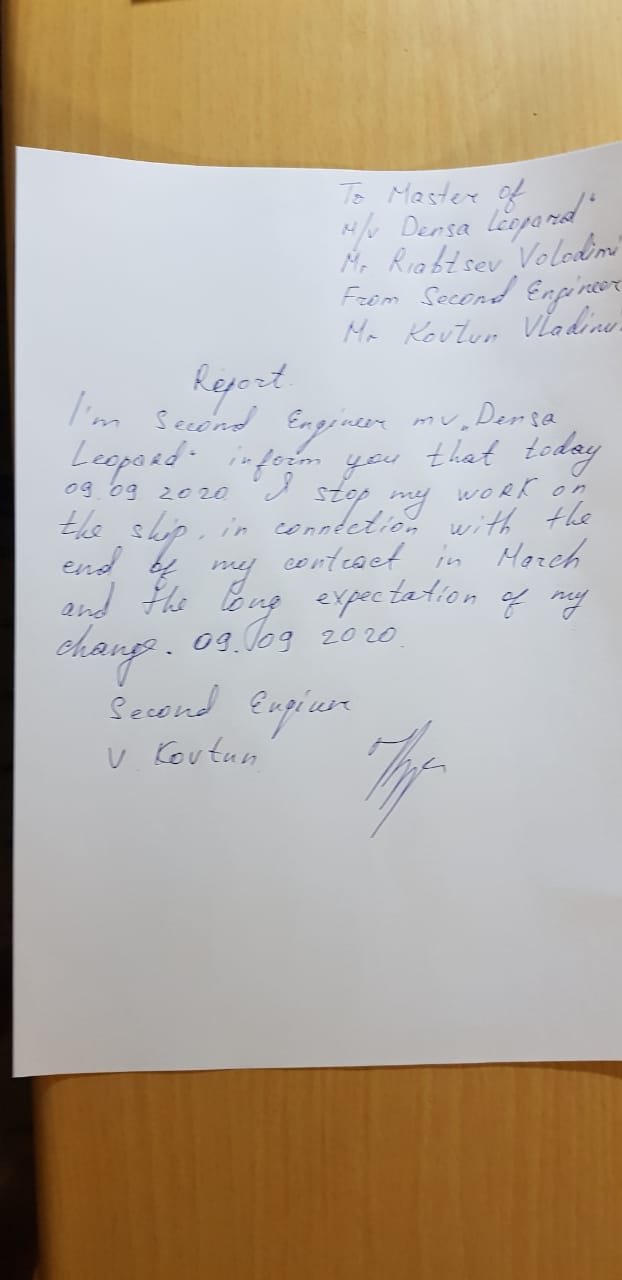 To Master of
M/v Densa Leopard"
Mr Riabtsev Volodimi
From Second Engineer
Mr Kovtun Vladimi
Report.
I'm Second Engineer mv „Densa
Leopard" inform you that today
09.09 2020 I stop my work on
the ship, in connection with the
end of my contract in March
and the long expectation of my
change. 09.09 2020.
Second Engineer
V. Kovtun